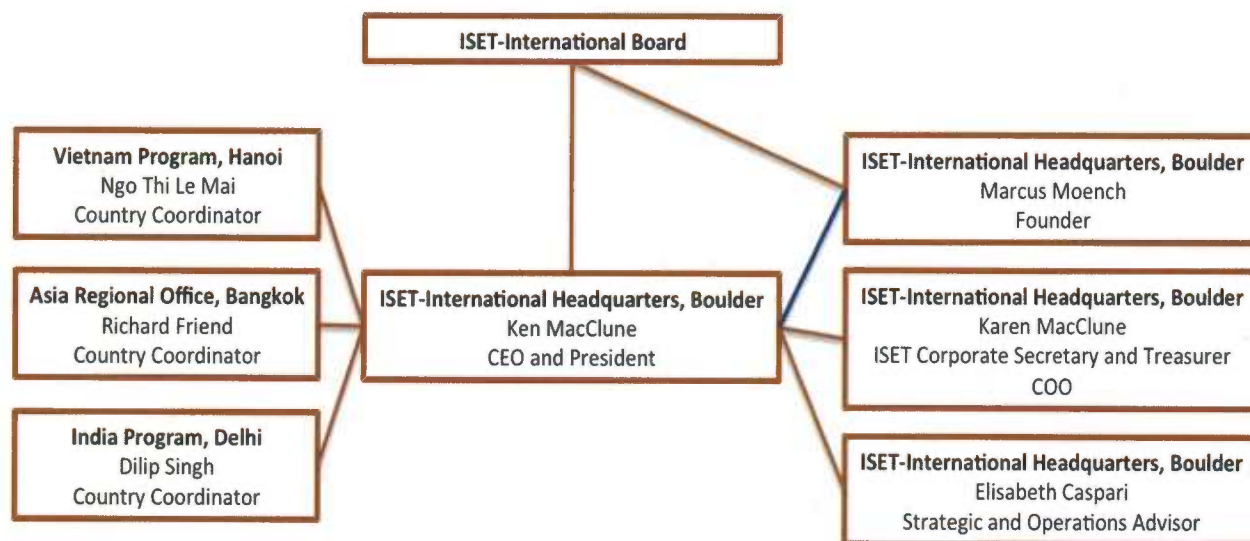 ISET-International Board
Vietnam Program, Hanoi
Ngo Thi Le Mai
Country Coordinator
Asia Regional Office, Bangkok
Richard Friend
Country Coordinator
India Program, Delhi
Dilip Singh
Country Coordinator
ISET-International Headquarters, Boulder
Ken MacClune
CEO and President
ISET-International Headquarters, Boulder
Marcus Moench
Founder
ISET-International Headquarters, Boulder
Karen MacClune
ISET Corporate Secretary and Treasurer
COO
ISET-International Headquarters, Boulder
Elisabeth Caspari
Strategic and Operations Advisor